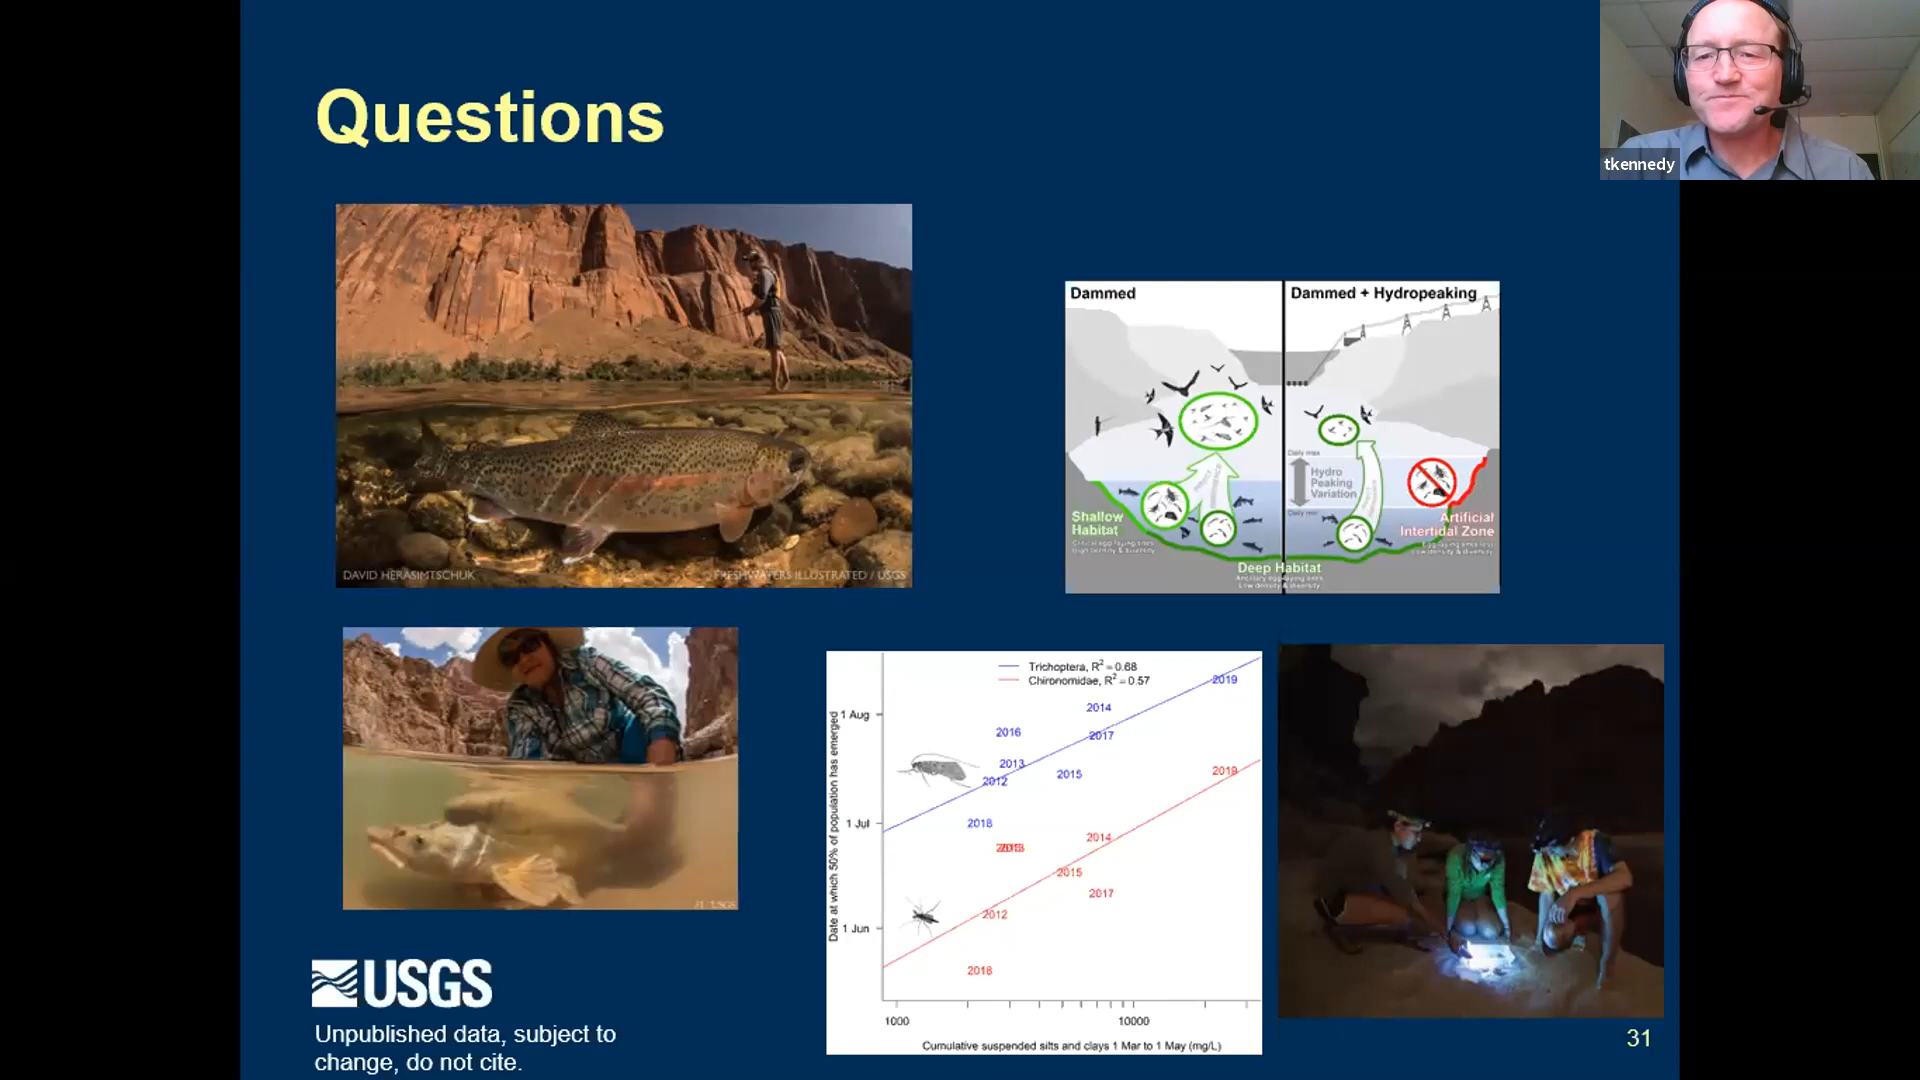 Questions
tkennedy
DAVID HERASIMTSCHUK
FRESHWATERS ILLUSTRATED / USGS
Dammed
Dammed + Hydropeaking
Daily max
Hydro
Peaking
Variation
Daily min
Shallow
Habitat
Artificial
Intertidal Zone
Deep Habitat
Trichoptera, R² = 0.68
Chironomidae, R² = 0.57
2019
2014
2016
2017
2013
2015
2012
2018
2019
2014
2015
2017
2012
2018
1 Aug
1 Jul
1 Jun
Date at which 50% of population has emerged
1000
10000
Cumulative suspended silts and clays 1 Mar to 1 May (mg/L)
USGS
Unpublished data, subject to
change, do not cite.
31